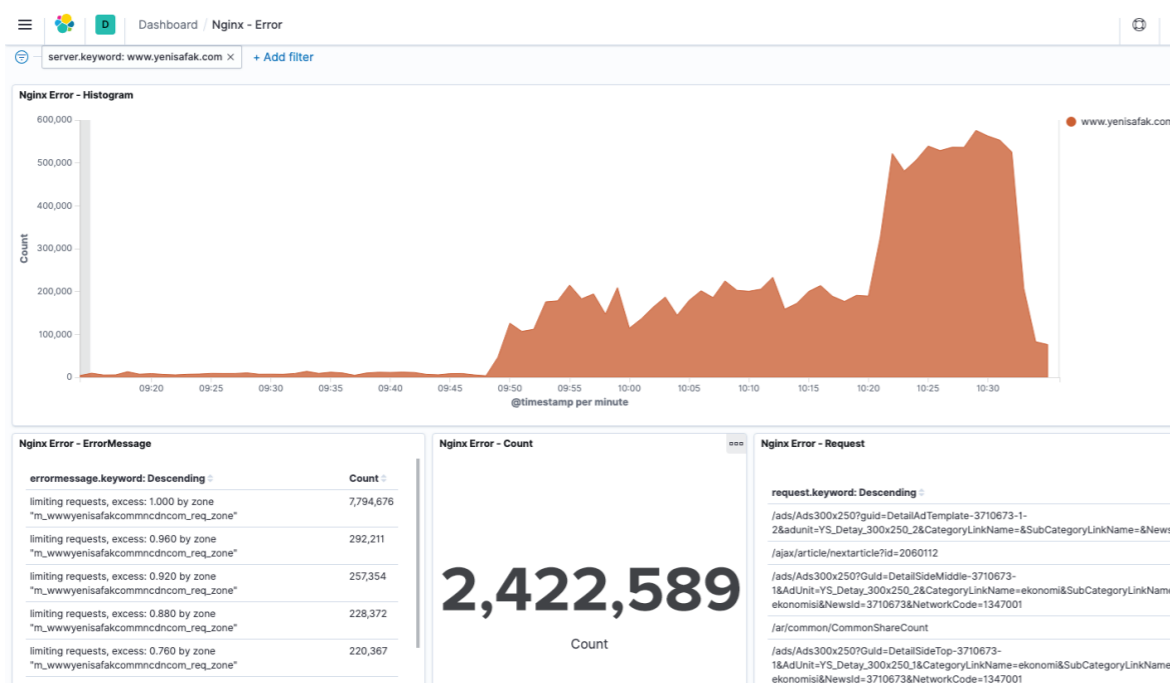 D Dashboard / Nginx - Error
server.keyword: www.yenisafak.com × + Add filter
Nginx Error - Histogram
600,000
500,000
400,000
300,000
200,000
100,000
0
Count
09:20 09:25 09:30 09:35 09:40 09:45 09:50 09:55 10:00 10:05 10:10 10:15 10:20 10:25 10:30
@timestamp per minute
www.yenisafak.com
Nginx Error - ErrorMessage
errormessage.keyword: Descending Count
limiting requests, excess: 1.000 by zone 7,794,676
"m_wwwyenisafakcommncdncom_req_zone"
limiting requests, excess: 0.960 by zone 292,211
"m_wwwyenisafakcommncdncom_req_zone"
limiting requests, excess: 0.920 by zone 257,354
"m_wwwyenisafakcommncdncom_req_zone"
limiting requests, excess: 0.880 by zone 228,372
"m_wwwyenisafakcommncdncom_req_zone"
limiting requests, excess: 0.760 by zone 220,367
"m_wwwyenisafakcommncdncom_req_zone"
Nginx Error - Count
2,422,589
Count
Nginx Error - Request
request.keyword: Descending
/ads/Ads300x250?guid=DetailAdTemplate-3710673-1-
2&adunit=YS_Detay_300x250_2&CategoryLinkName=&SubCategoryLinkName=&News
/ajax/article/nextarticle?id=2060112
/ads/Ads300x250?GuId=DetailSideMiddle-3710673-
1&AdUnit=YS_Detay_300x250_2&CategoryLinkName=ekonomi&SubCategoryLinkName
ekonomisi&NewsId=3710673&NetworkCode=1347001
/ar/common/CommonShareCount
/ads/Ads300x250?GuId=DetailSideTop-3710673-
1&AdUnit=YS_Detay_300x250_1&CategoryLinkName=ekonomi&SubCategoryLinkName
ekonomisi&NewsId=3710673&NetworkCode=1347001